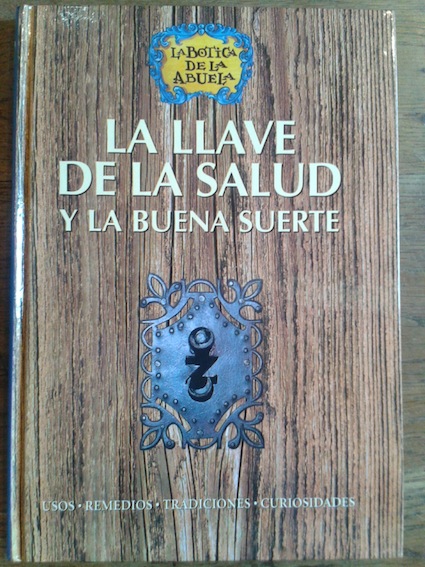 LA BOTICA
DE LA
ABUELA
LA LLAVE
DE LA SALUD
Y LA BUENA SUERTE
USOS • REMEDIOS • TRADICIONES • CURIOSIDADES